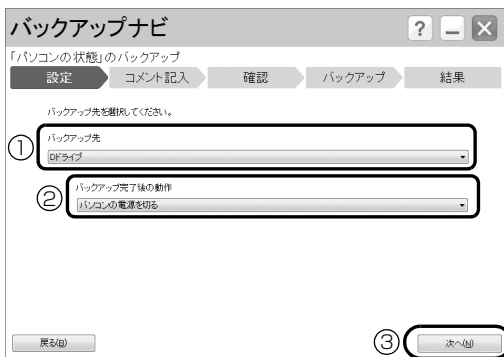 バックアップナビ
?
「パソコンの状態」のバックアップ
設定 コメント記入 確認 バックアップ 結果
バックアップ先を選択してください。
① バックアップ先
Dドライブ
② バックアップ完了後の動作
パソコンの電源を切る
戻る(B) ③ 次へ(N)